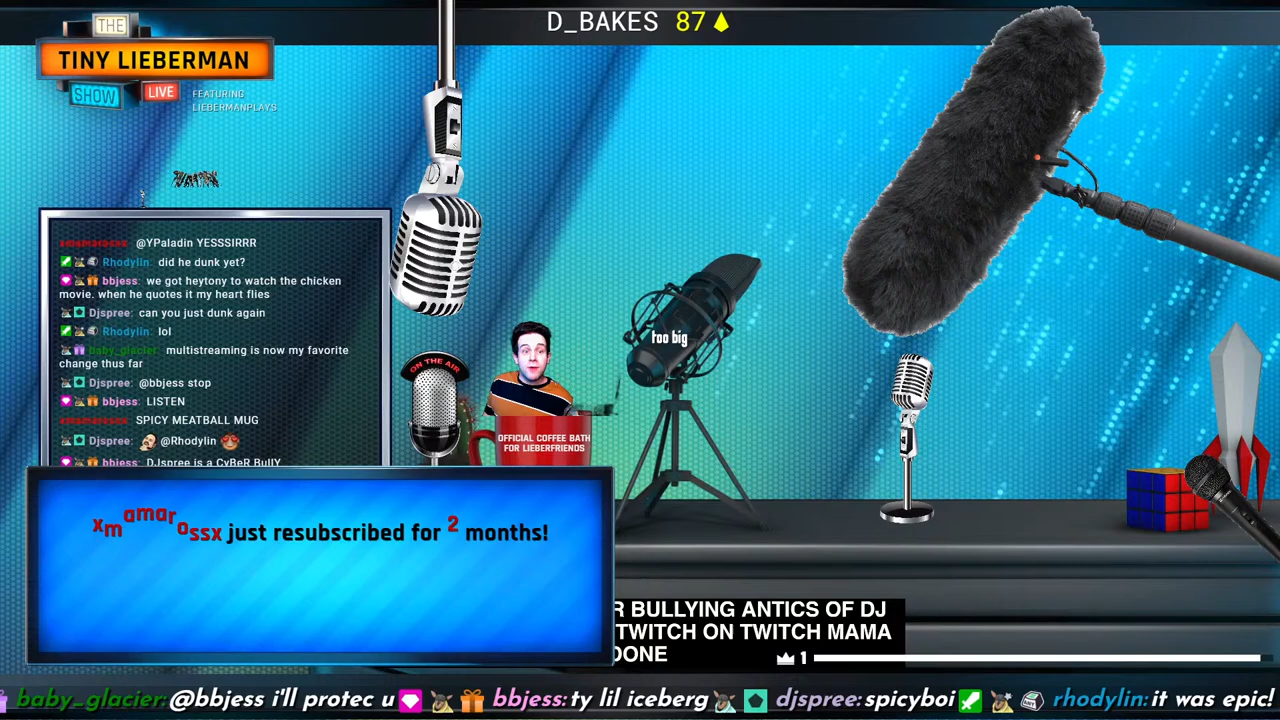 D_BAKES 87
THE
TINY LIEBERMAN
SHOW
LIVE
FEATURING
LIEBERMANPLAYS
xmamarossx @YPaladin YESSSIRRR
Rhodylin: did he dunk yet?
bbjess: we got heytony to watch the chicken
movie. when he quotes it my heart flies
Djspree: can you just dunk again
Rhodylin: lol
baby_glacier: multistreaming is now my favorite
change thus far
Djspree: @bbjess stop
bbjess: LISTEN
xmamarossx SPICY MEATBALL MUG
Djspree: @Rhodylin
bbjess: DJspree is a CyBeR BullY
ON THE AIR
too big
OFFICIAL COFFEE BATH
FOR LIEBERFRIENDS
xmamarossx just resubscribed for 2 months!
R BULLYING ANTICS OF DJ
TWITCH ON TWITCH MAMA
DONE
1
baby_glacier: @bbjess i'll protec u bbjess: ty lil iceberg djspree: spicyboi rhodylin: it was epic!